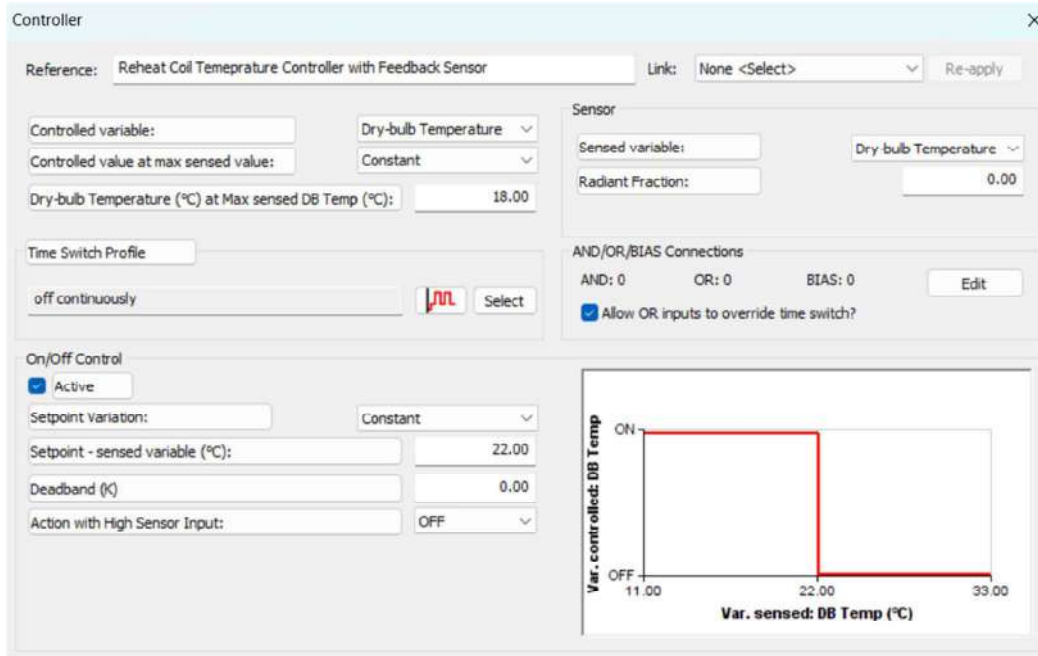 Controller
Reference: Reheat Coil Temeprature Controller with Feedback Sensor Link: None <Select> Re-apply
Controlled variable: Dry-bulb Temperature
Controlled value at max sensed value: Constant
Dry-bulb Temperature (°C) at Max sensed DB Temp (°C): 18.00
Sensor
Sensed variable: Dry-bulb Temperature
Radiant Fraction: 0.00
Time Switch Profile
off continuously Select
AND/OR/BIAS Connections
AND: 0 OR: 0 BIAS: 0 Edit
Allow OR inputs to override time switch?
On/Off Control
Active
Setpoint Variation: Constant
Setpoint - sensed variable (°C): 22.00
Deadband (K) 0.00
Action with High Sensor Input: OFF
Var. controlled: DB Temp
ON
OFF
11.00 22.00 33.00
Var. sensed: DB Temp (°C)